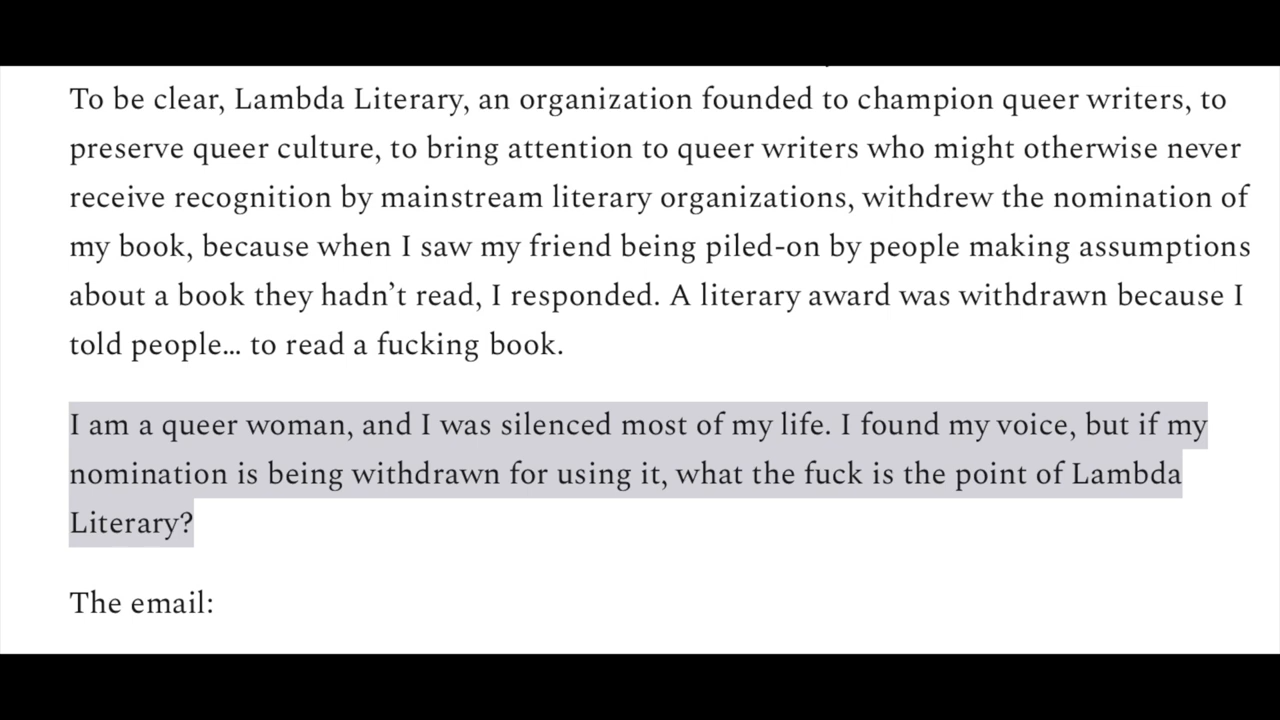 To be clear, Lambda Literary, an organization founded to champion queer writers, to
preserve queer culture, to bring attention to queer writers who might otherwise never
receive recognition by mainstream literary organizations, withdrew the nomination of
my book, because when I saw my friend being piled-on by people making assumptions
about a book they hadn’t read, I responded. A literary award was withdrawn because I
told people… to read a fucking book.
I am a queer woman, and I was silenced most of my life. I found my voice, but if my
nomination is being withdrawn for using it, what the fuck is the point of Lambda
Literary?
The email: